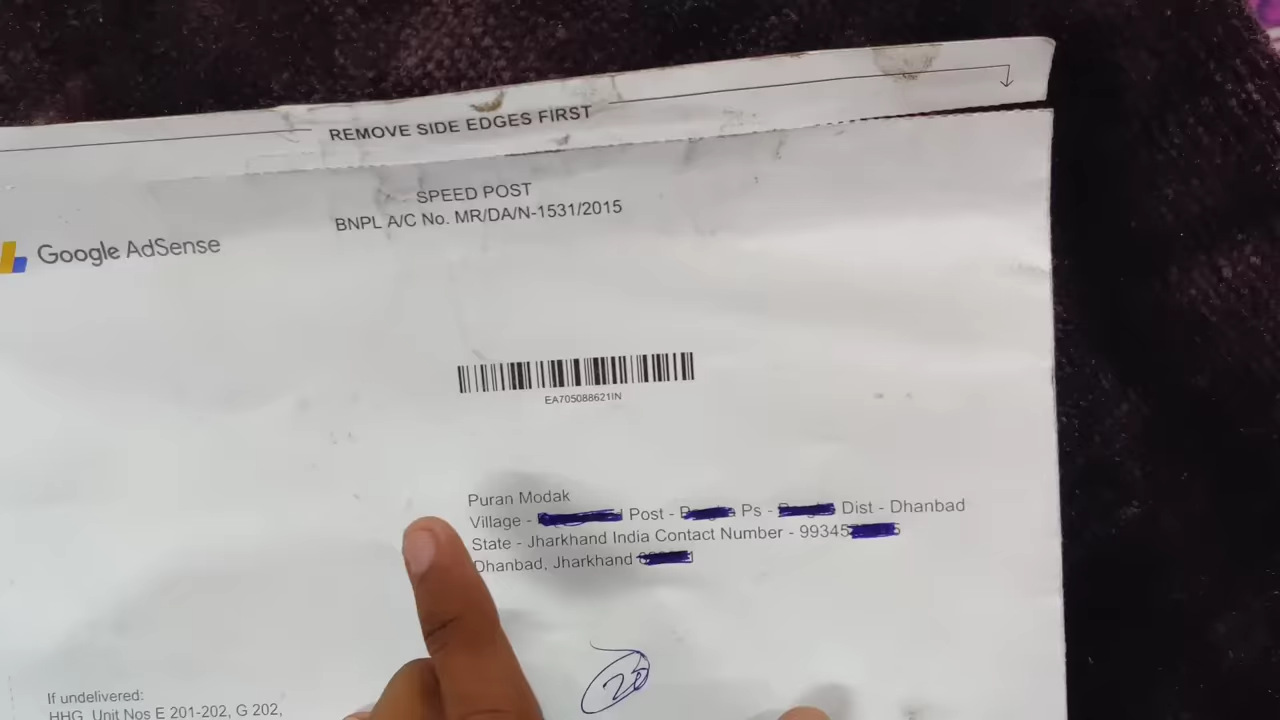 REMOVE SIDE EDGES FIRST
SPEED POST
BNPL A/C No. MR/DA/N-1531/2015
Google AdSense
EA705088621IN
Puran Modak
Village - Post - Ps - Dist - Dhanbad
State - Jharkhand India Contact Number - 99345
Dhanbad, Jharkhand
20
If undelivered:
HHG, Unit Nos E 201-202, G 202,